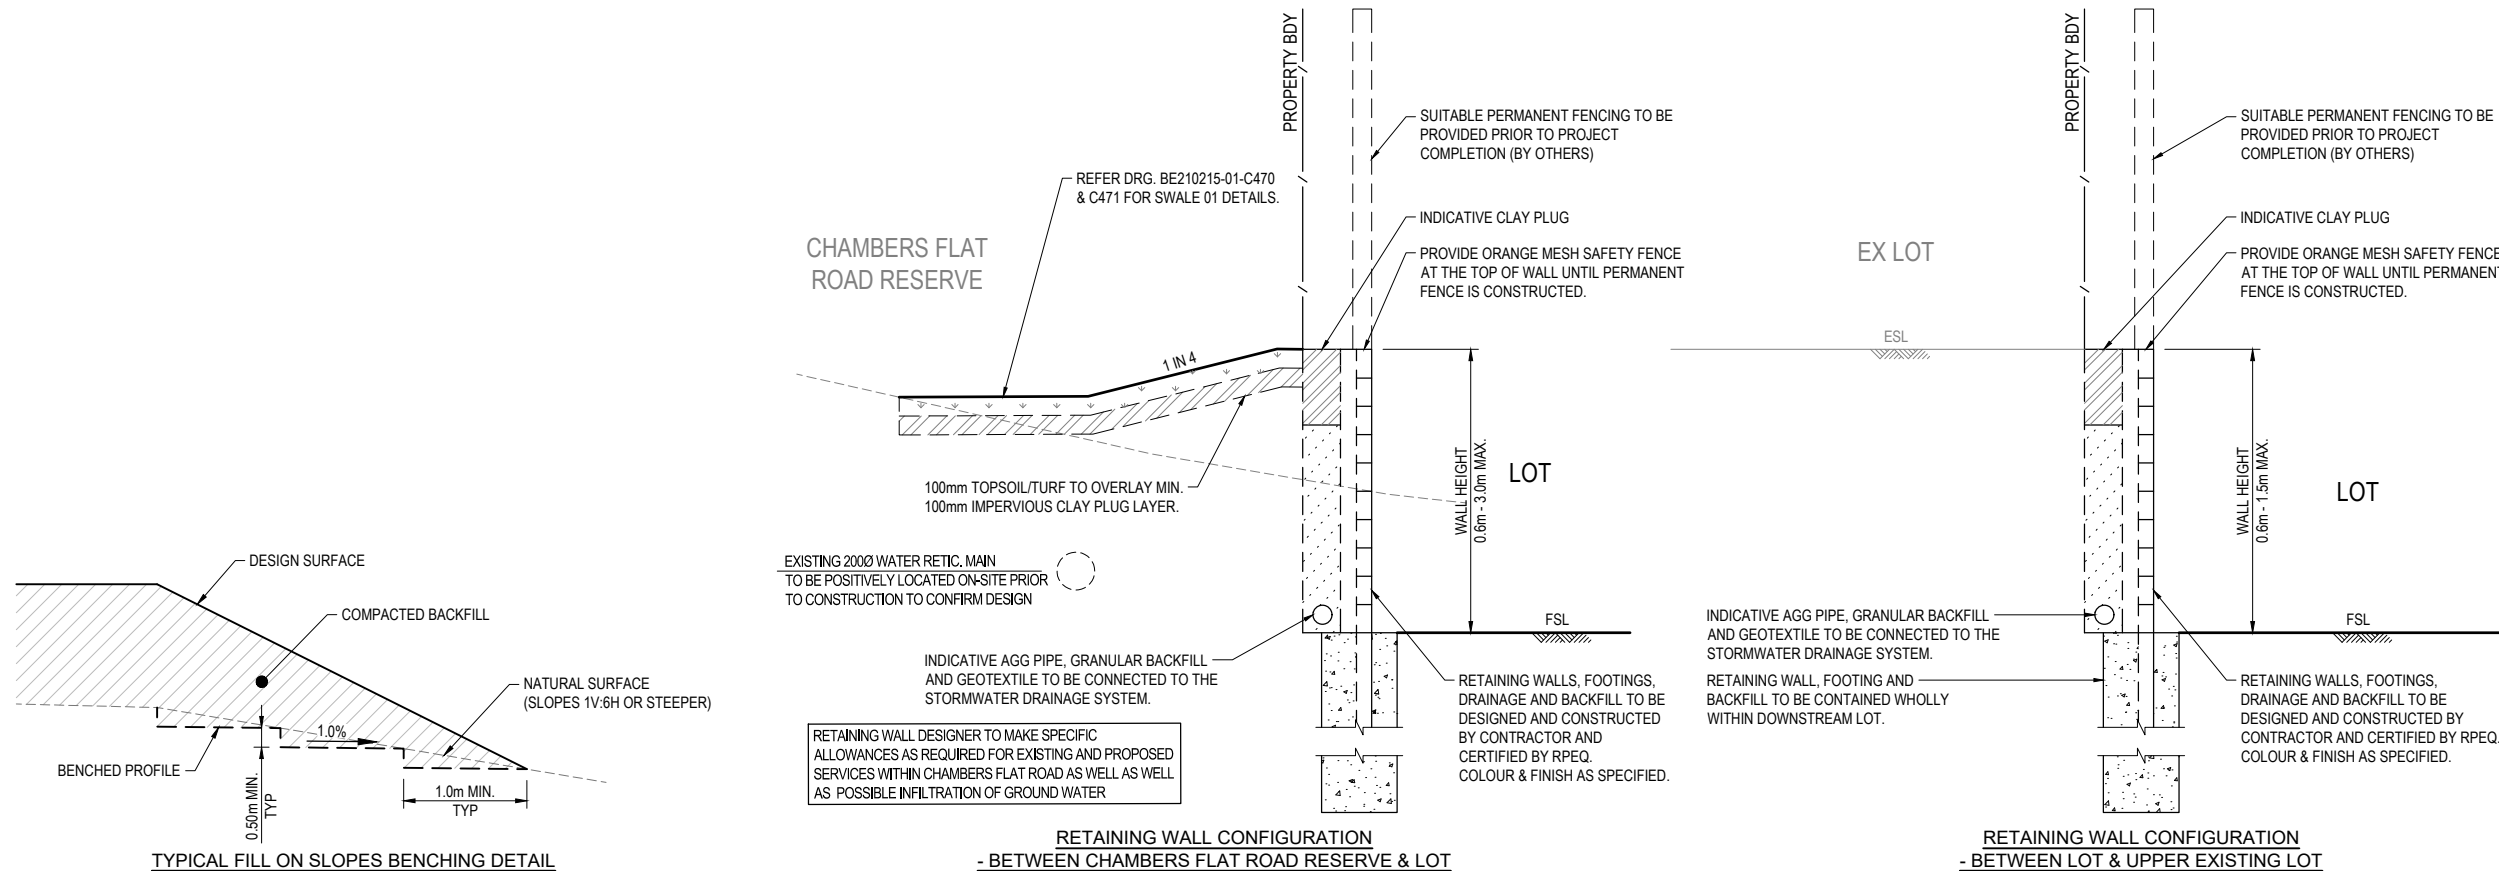 DESIGN SURFACE
COMPACTED BACKFILL
NATURAL SURFACE
(SLOPES 1V:6H OR STEEPER)
1.0%
BENCHED PROFILE
0.50m MIN.
TYP
1.0m MIN.
TYP
TYPICAL FILL ON SLOPES BENCHING DETAIL
PROPERTY BDY
SUITABLE PERMANENT FENCING TO BE
PROVIDED PRIOR TO PROJECT
COMPLETION (BY OTHERS)
REFER DRG. BE210215-01-C470
& C471 FOR SWALE 01 DETAILS.
INDICATIVE CLAY PLUG
CHAMBERS FLAT
ROAD RESERVE
PROVIDE ORANGE MESH SAFETY FENCE
AT THE TOP OF WALL UNTIL PERMANENT
FENCE IS CONSTRUCTED.
1 IN 4
WALL HEIGHT
0.6m - 3.0m MAX.
LOT
100mm TOPSOIL/TURF TO OVERLAY MIN.
100mm IMPERVIOUS CLAY PLUG LAYER.
EXISTING 200Ø WATER RETIC. MAIN
TO BE POSITIVELY LOCATED ON-SITE PRIOR
TO CONSTRUCTION TO CONFIRM DESIGN
FSL
INDICATIVE AGG PIPE, GRANULAR BACKFILL
AND GEOTEXTILE TO BE CONNECTED TO THE
STORMWATER DRAINAGE SYSTEM.
RETAINING WALLS, FOOTINGS,
DRAINAGE AND BACKFILL TO BE
DESIGNED AND CONSTRUCTED
BY CONTRACTOR AND
CERTIFIED BY RPEQ.
COLOUR & FINISH AS SPECIFIED.
RETAINING WALL DESIGNER TO MAKE SPECIFIC
ALLOWANCES AS REQUIRED FOR EXISTING AND PROPOSED
SERVICES WITHIN CHAMBERS FLAT ROAD AS WELL AS WELL
AS POSSIBLE INFILTRATION OF GROUND WATER
RETAINING WALL CONFIGURATION
- BETWEEN CHAMBERS FLAT ROAD RESERVE & LOT
PROPERTY BDY
SUITABLE PERMANENT FENCING TO BE
PROVIDED PRIOR TO PROJECT
COMPLETION (BY OTHERS)
INDICATIVE CLAY PLUG
EX LOT
PROVIDE ORANGE MESH SAFETY FENCE
AT THE TOP OF WALL UNTIL PERMANENT
FENCE IS CONSTRUCTED.
ESL
WALL HEIGHT
0.6m - 1.5m MAX.
LOT
FSL
INDICATIVE AGG PIPE, GRANULAR BACKFILL
AND GEOTEXTILE TO BE CONNECTED TO THE
STORMWATER DRAINAGE SYSTEM.
RETAINING WALL, FOOTING AND
BACKFILL TO BE CONTAINED WHOLLY
WITHIN DOWNSTREAM LOT.
RETAINING WALLS, FOOTINGS,
DRAINAGE AND BACKFILL TO BE
DESIGNED AND CONSTRUCTED BY
CONTRACTOR AND CERTIFIED BY RPEQ.
COLOUR & FINISH AS SPECIFIED.
RETAINING WALL CONFIGURATION
- BETWEEN LOT & UPPER EXISTING LOT